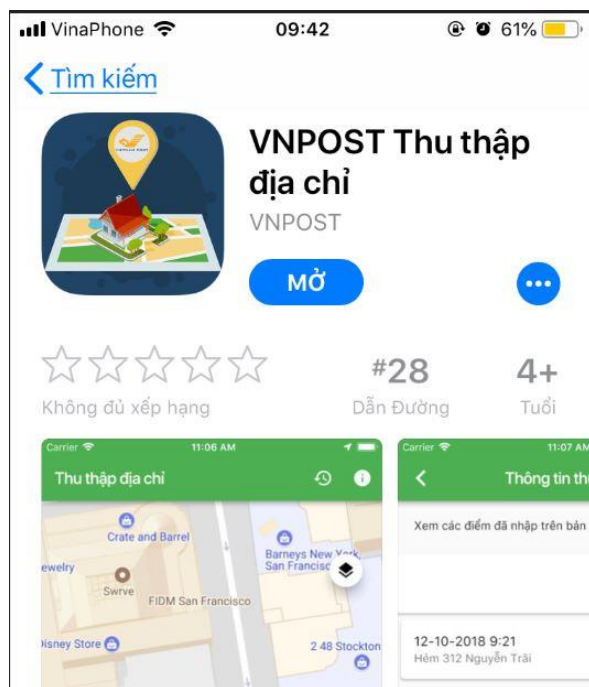 VinaPhone 09:42 61%
Tìm kiếm
VNPOST Thu thập
địa chỉ
VNPOST
MỞ
#28 4+
Không đủ xếp hạng Dẫn Đường Tuổi
Carrier 11:06 AM
Thu thập địa chỉ
Crate and Barrel
Barneys New York,
San Francisc
ewelry
Swrve
FIDM San Francisco
Disney Store
2 48 Stockton
Carrier 11:07 AM
Thông tin th
Xem các điểm đã nhập trên bản
12-10-2018 9:21
Hẻm 312 Nguyễn Trãi